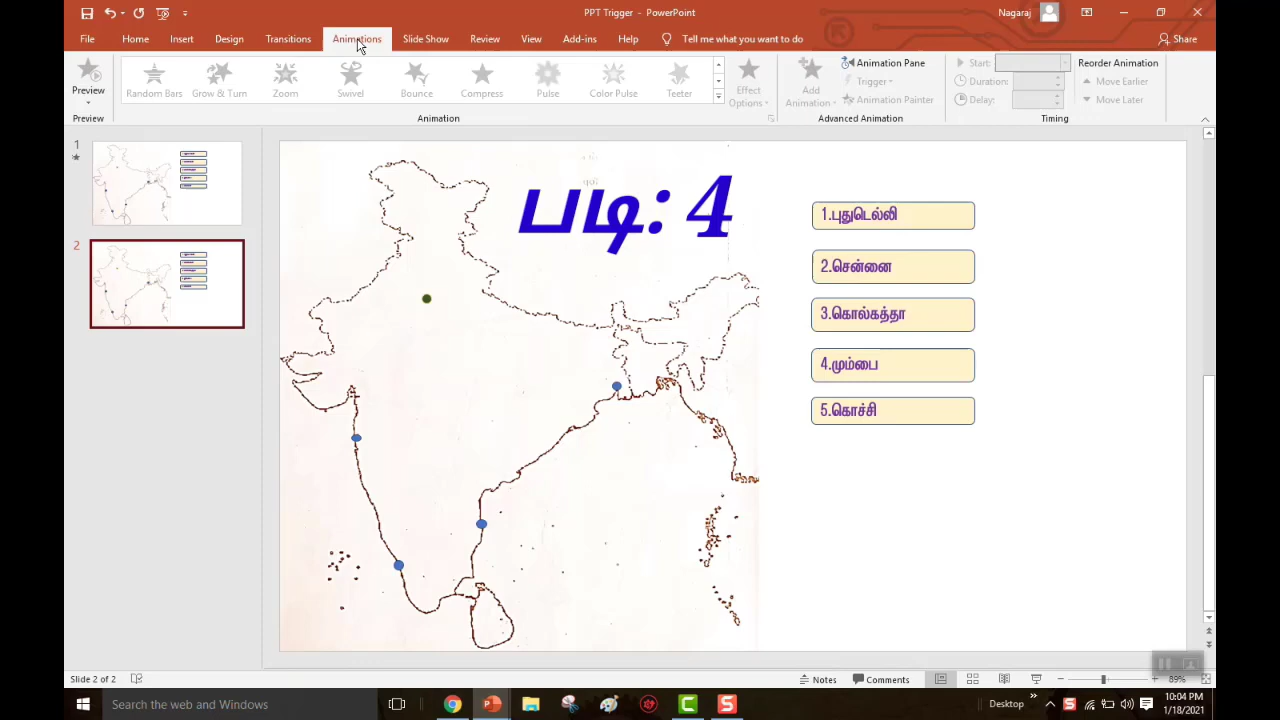 PPT Trigger - PowerPoint
Nagaraj
File Home Insert Design Transitions Animations Slide Show Review View Add-ins Help Tell me what you want to do Share
Preview
Random Bars Grow & Turn Zoom Swivel Bounce Compress Pulse Color Pulse Teeter
Effect Options
Add Animation
Animation Pane
Trigger
Animation Painter
Start:
Duration:
Delay:
Reorder Animation
Move Earlier
Move Later
Preview Animation Advanced Animation Timing
1
2
படி: 4
1.புதுடெல்லி
2.சென்னை
3.கொல்கத்தா
4.மும்பை
5.கொச்சி
Slide 2 of 2 Notes Comments 89%
Search the web and Windows
Desktop
10:04 PM
1/18/2021